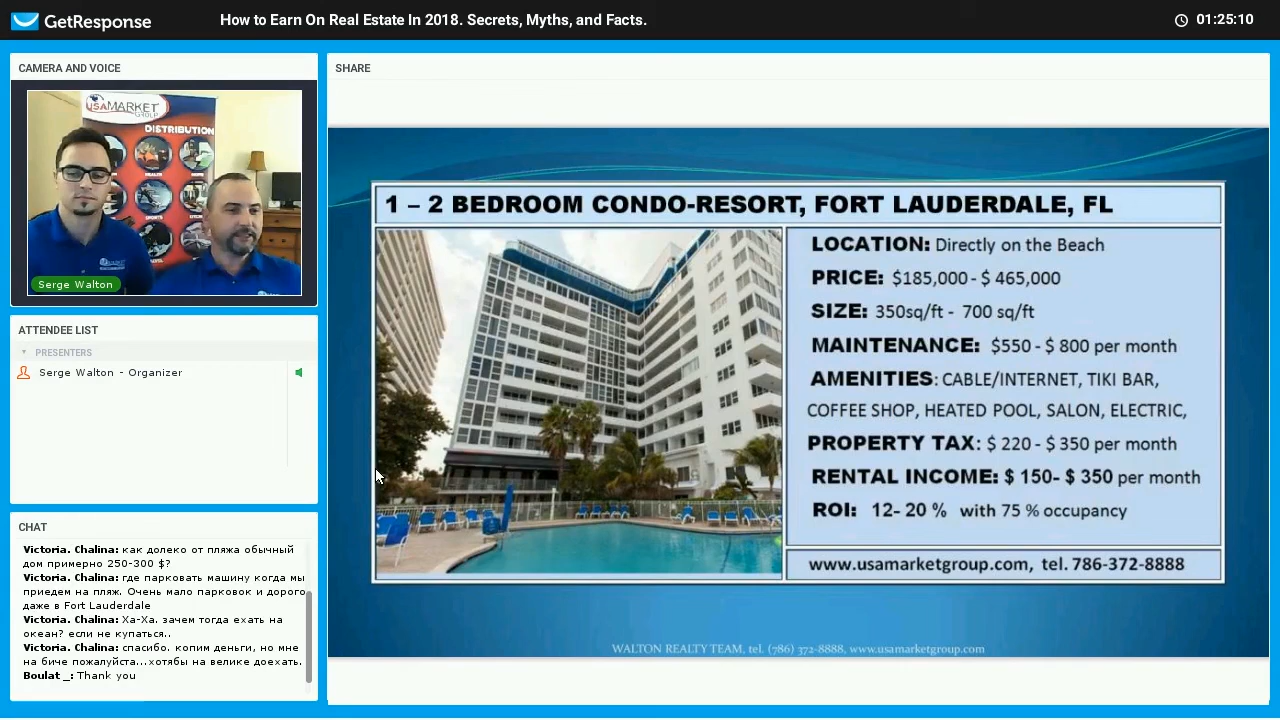 GetResponse
How to Earn On Real Estate In 2018. Secrets, Myths, and Facts.
01:25:10
CAMERA AND VOICE
USAMARKET
GROUP
DISTRIBUTION
Serge Walton
ATTENDEE LIST
PRESENTERS
Serge Walton - Organizer
CHAT
Victoria. Chalina: как долеко от пляжа обычный
дом примерно 250-300 $?
Victoria. Chalina: где парковать машину когда мы
приедем на пляж. Очень мало парковок и дорого
даже в Fort Lauderdale
Victoria. Chalina: Ха-Ха. зачем тогда ехать на
океан? если не купаться..
Victoria. Chalina: спасибо. копим деньги, но мне
на биче пожалуйста...хотябы на велике доехать.
Boulat _: Thank you
SHARE
1 – 2 BEDROOM CONDO-RESORT, FORT LAUDERDALE, FL
LOCATION: Directly on the Beach
PRICE: $185,000 - $ 465,000
SIZE: 350sq/ft - 700 sq/ft
MAINTENANCE: $550 - $ 800 per month
AMENITIES: CABLE/INTERNET, TIKI BAR,
COFFEE SHOP, HEATED POOL, SALON, ELECTRIC,
PROPERTY TAX: $ 220 - $ 350 per month
RENTAL INCOME: $ 150- $ 350 per month
ROI: 12- 20 % with 75 % occupancy
www.usamarketgroup.com, tel. 786-372-8888
WALTON REALTY TEAM, tel. (786) 372-8888, www.usamarketgroup.com